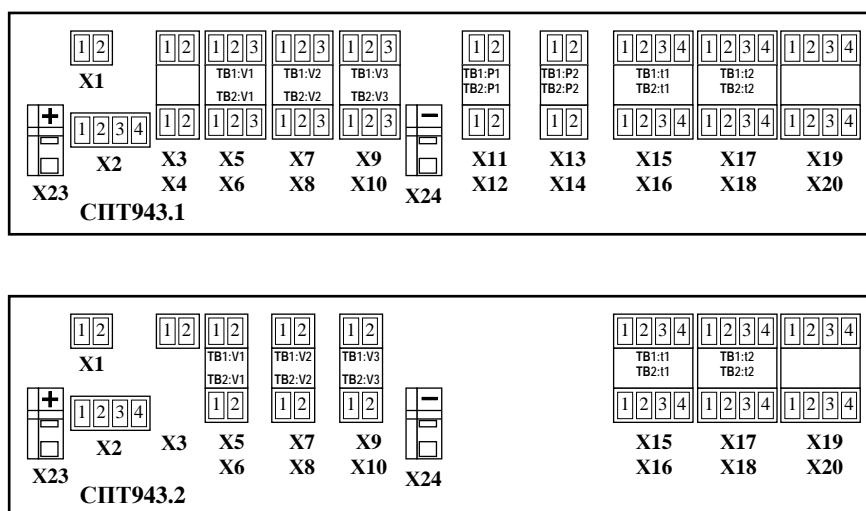 1 2 1 2 1 2 3 1 2 3 1 2 3 1 2 1 2 1 2 3 4 1 2 3 4 1 2 3 4
X1 TB1:V1 TB1:V2 TB1:V3 TB1:P1 TB1:P2 TB1:t1 TB1:t2
TB2:V1 TB2:V2 TB2:V3 TB2:P1 TB2:P2 TB2:t1 TB2:t2
+ 1 2 3 4 1 2 1 2 3 1 2 3 1 2 3 − 1 2 1 2 1 2 3 4 1 2 3 4 1 2 3 4
X2 X3 X5 X7 X9 X11 X13 X15 X17 X19
X23 X4 X6 X8 X10 X24 X12 X14 X16 X18 X20
СПТ943.1
1 2 1 2 1 2 1 2 1 2 1 2 3 4 1 2 3 4 1 2 3 4
X1 TB1:V1 TB1:V2 TB1:V3 TB1:t1 TB1:t2
TB2:V1 TB2:V2 TB2:V3 TB2:t1 TB2:t2
+ 1 2 3 4 1 2 1 2 1 2 − 1 2 3 4 1 2 3 4 1 2 3 4
X2 X3 X5 X7 X9 X15 X17 X19
X23 X6 X8 X10 X24 X16 X18 X20
СПТ943.2